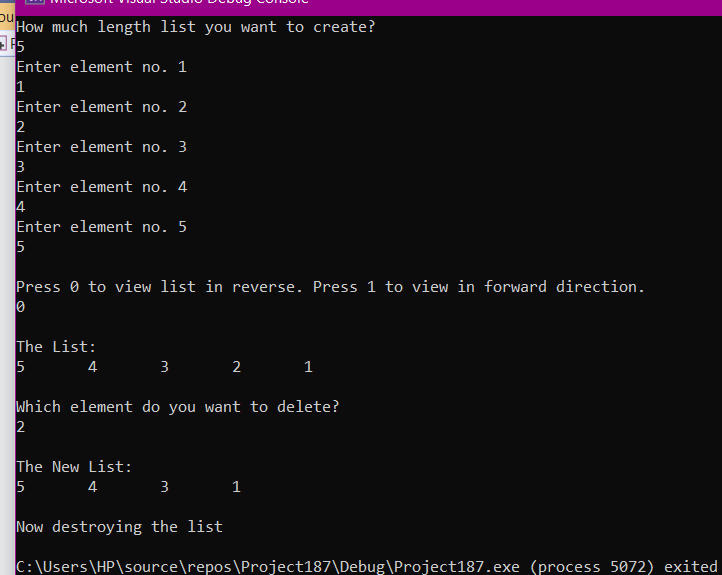 Microsoft Visual Studio Debug Console
How much length list you want to create?
5
Enter element no. 1
1
Enter element no. 2
2
Enter element no. 3
3
Enter element no. 4
4
Enter element no. 5
5
Press 0 to view list in reverse. Press 1 to view in forward direction.
0
The List:
5 4 3 2 1
Which element do you want to delete?
2
The New List:
5 4 3 1
Now destroying the list
C:\Users\HP\source\repos\Project187\Debug\Project187.exe (process 5072) exited